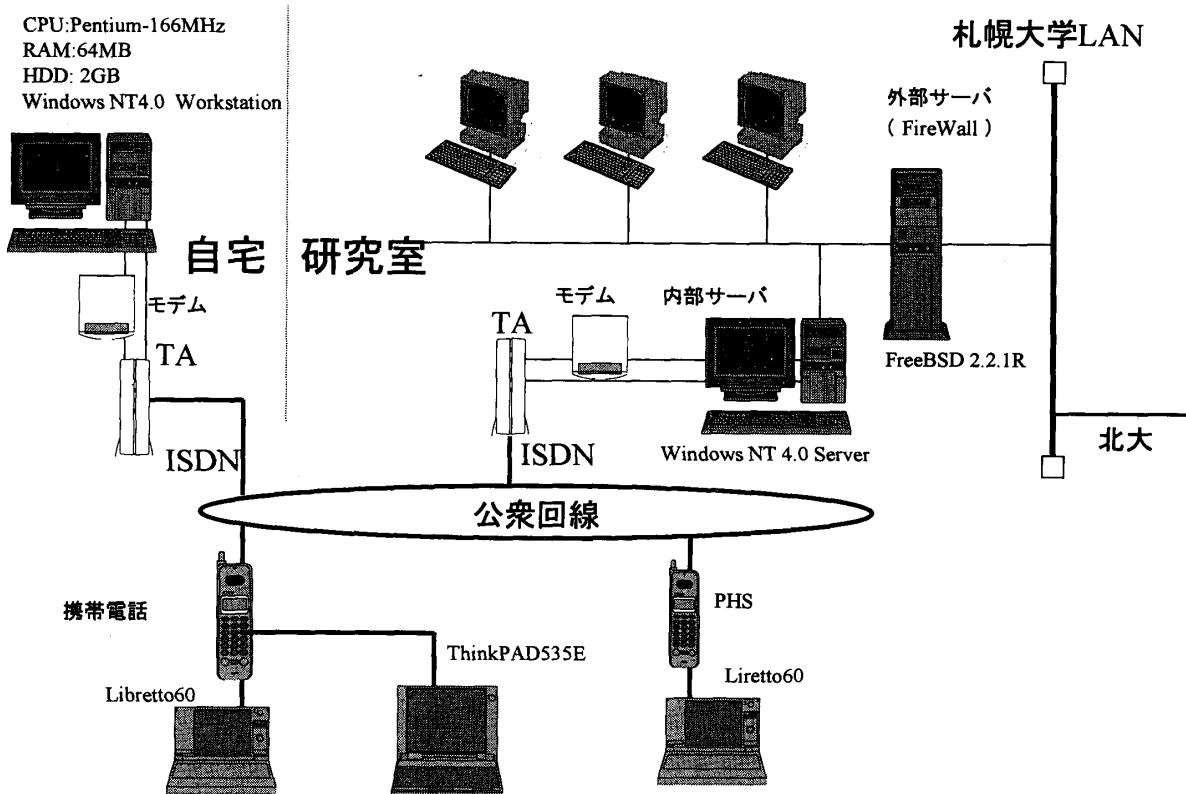 CPU:Pentium-166MHz
RAM:64MB
HDD: 2GB
Windows NT4.0 Workstation
札幌大学LAN
外部サーバ
( FireWall )
自宅
研究室
モデム
TA
モデム
内部サーバ
TA
FreeBSD 2.2.1R
ISDN
ISDN
Windows NT 4.0 Server
北大
公衆回線
携帯電話
PHS
ThinkPAD535E
Libretto60
Liretto60